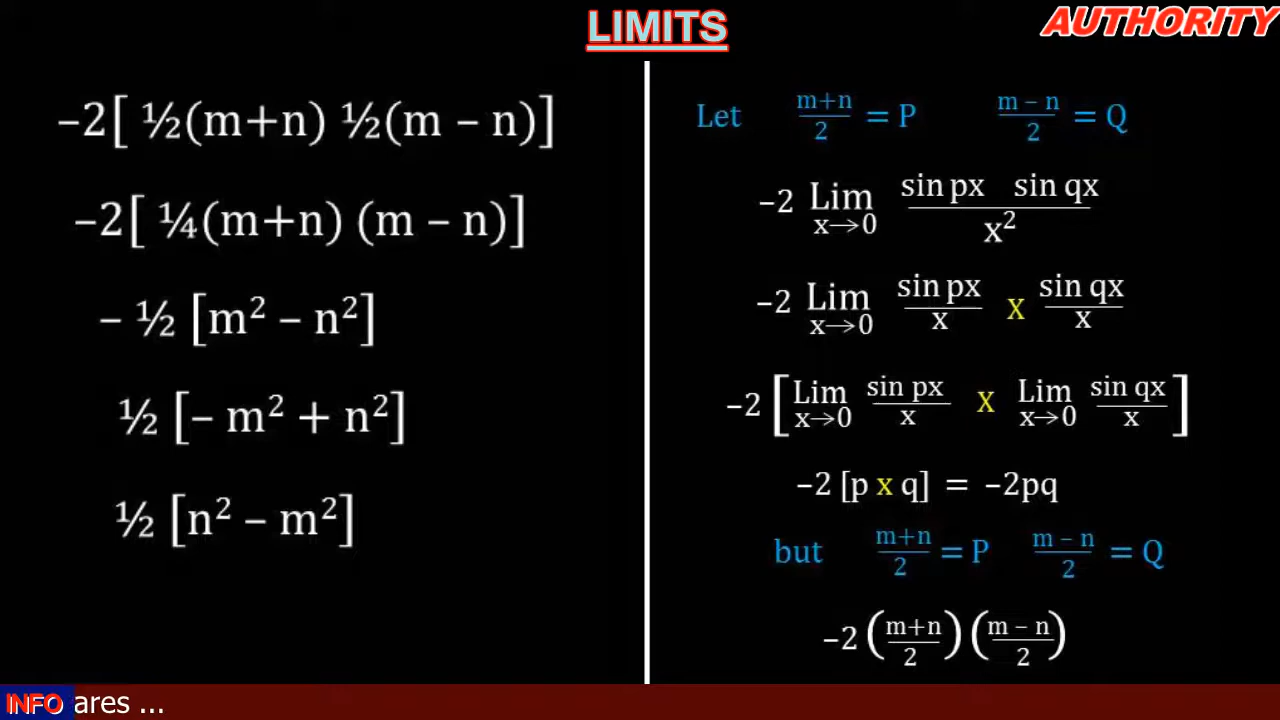 LIMITS
AUTHORITY
–2[ ½(m+n) ½(m – n)]
–2[ ¼(m+n) (m – n)]
– ½ [m² – n²]
½ [– m² + n²]
½ [n² – m²]
Let (m+n)/2 = P (m – n)/2 = Q
–2 Lim x→0 (sin px sin qx)/x²
–2 Lim x→0 (sin px)/x X (sin qx)/x
–2 [Lim x→0 (sin px)/x X Lim x→0 (sin qx)/x]
–2 [p x q] = –2pq
but (m+n)/2 = P (m – n)/2 = Q
–2 ((m+n)/2) ((m – n)/2)
INFO ares ...